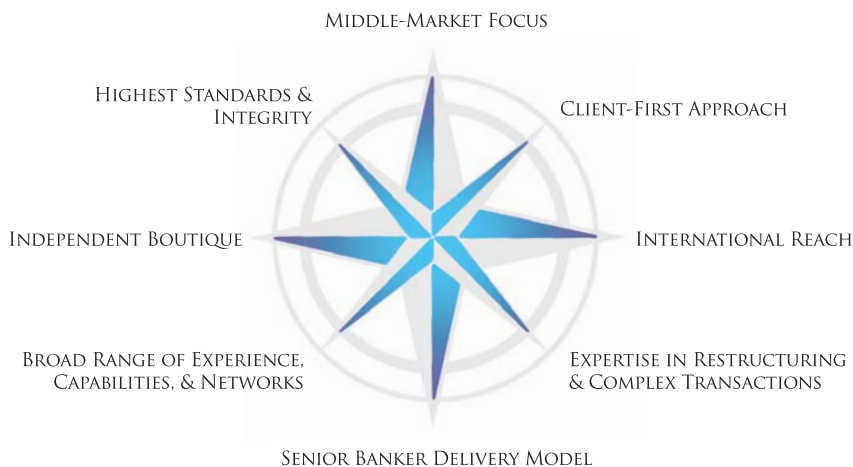 Middle-Market Focus
Highest Standards &
Integrity
Client-First Approach
Independent Boutique
International Reach
Broad Range of Experience,
Capabilities, & Networks
Expertise in Restructuring
& Complex Transactions
Senior Banker Delivery Model